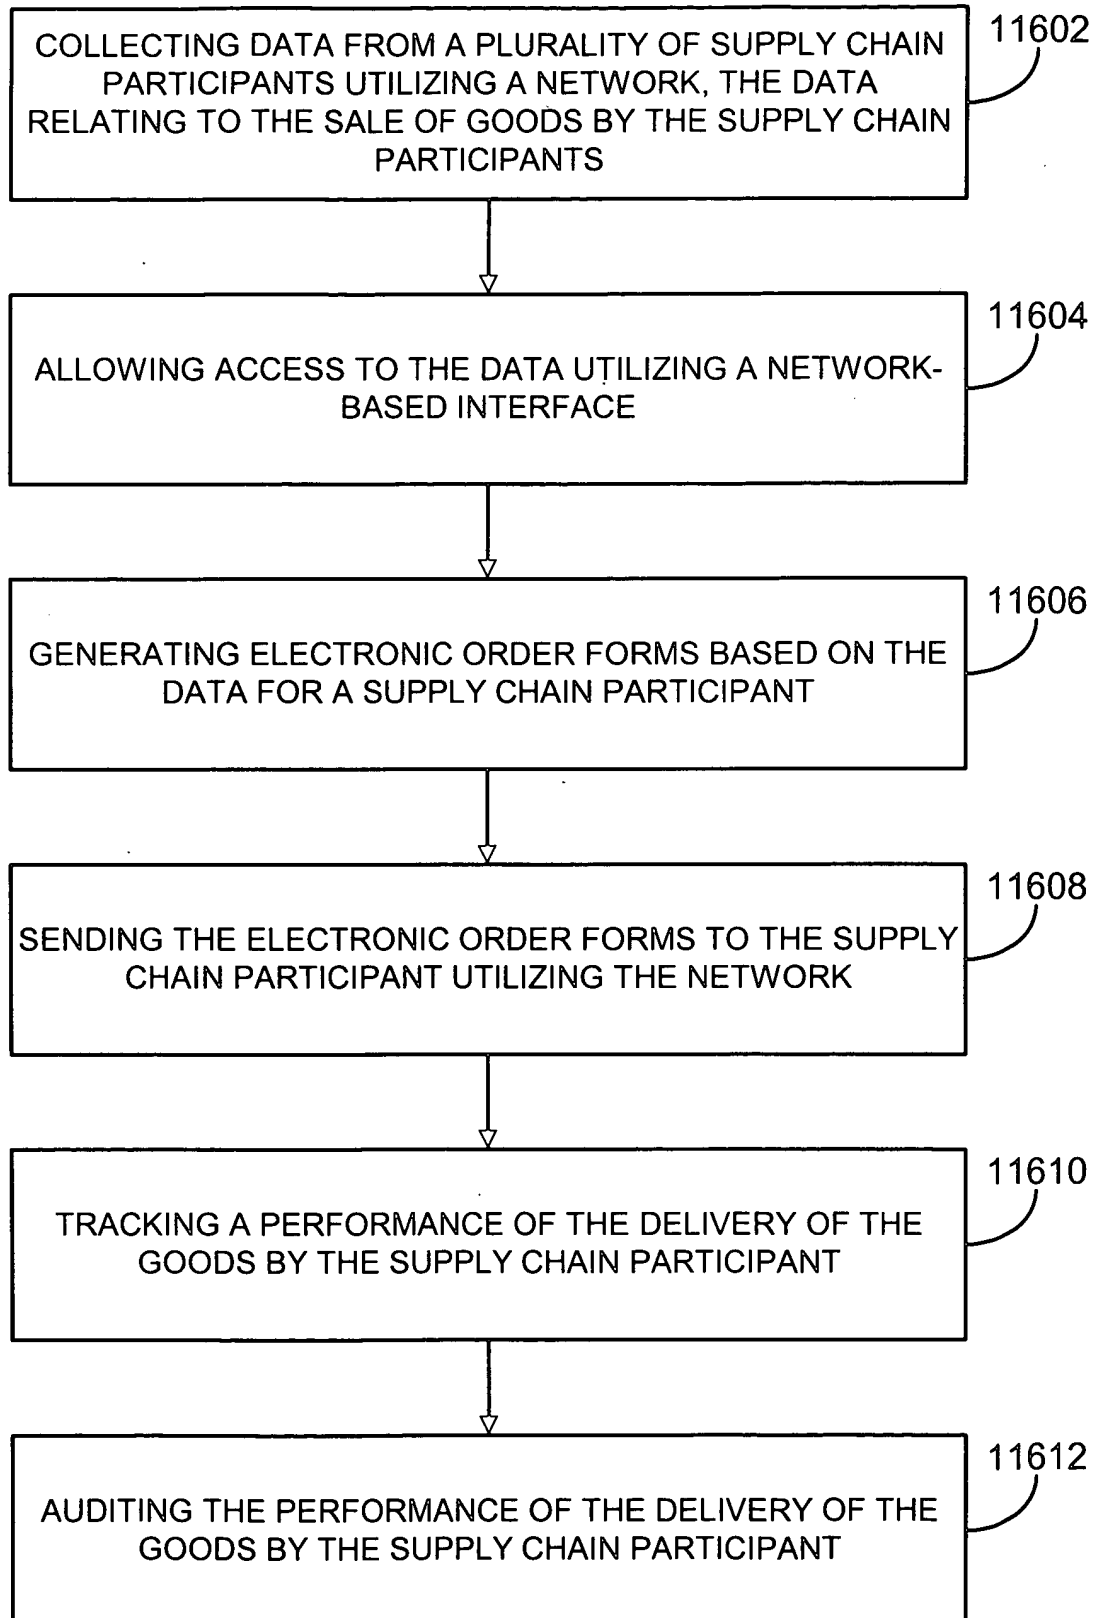 11602
COLLECTING DATA FROM A PLURALITY OF SUPPLY CHAIN
PARTICIPANTS UTILIZING A NETWORK, THE DATA
RELATING TO THE SALE OF GOODS BY THE SUPPLY CHAIN
PARTICIPANTS
11604
ALLOWING ACCESS TO THE DATA UTILIZING A NETWORK-
BASED INTERFACE
11606
GENERATING ELECTRONIC ORDER FORMS BASED ON THE
DATA FOR A SUPPLY CHAIN PARTICIPANT
11608
SENDING THE ELECTRONIC ORDER FORMS TO THE SUPPLY
CHAIN PARTICIPANT UTILIZING THE NETWORK
11610
TRACKING A PERFORMANCE OF THE DELIVERY OF THE
GOODS BY THE SUPPLY CHAIN PARTICIPANT
11612
AUDITING THE PERFORMANCE OF THE DELIVERY OF THE
GOODS BY THE SUPPLY CHAIN PARTICIPANT